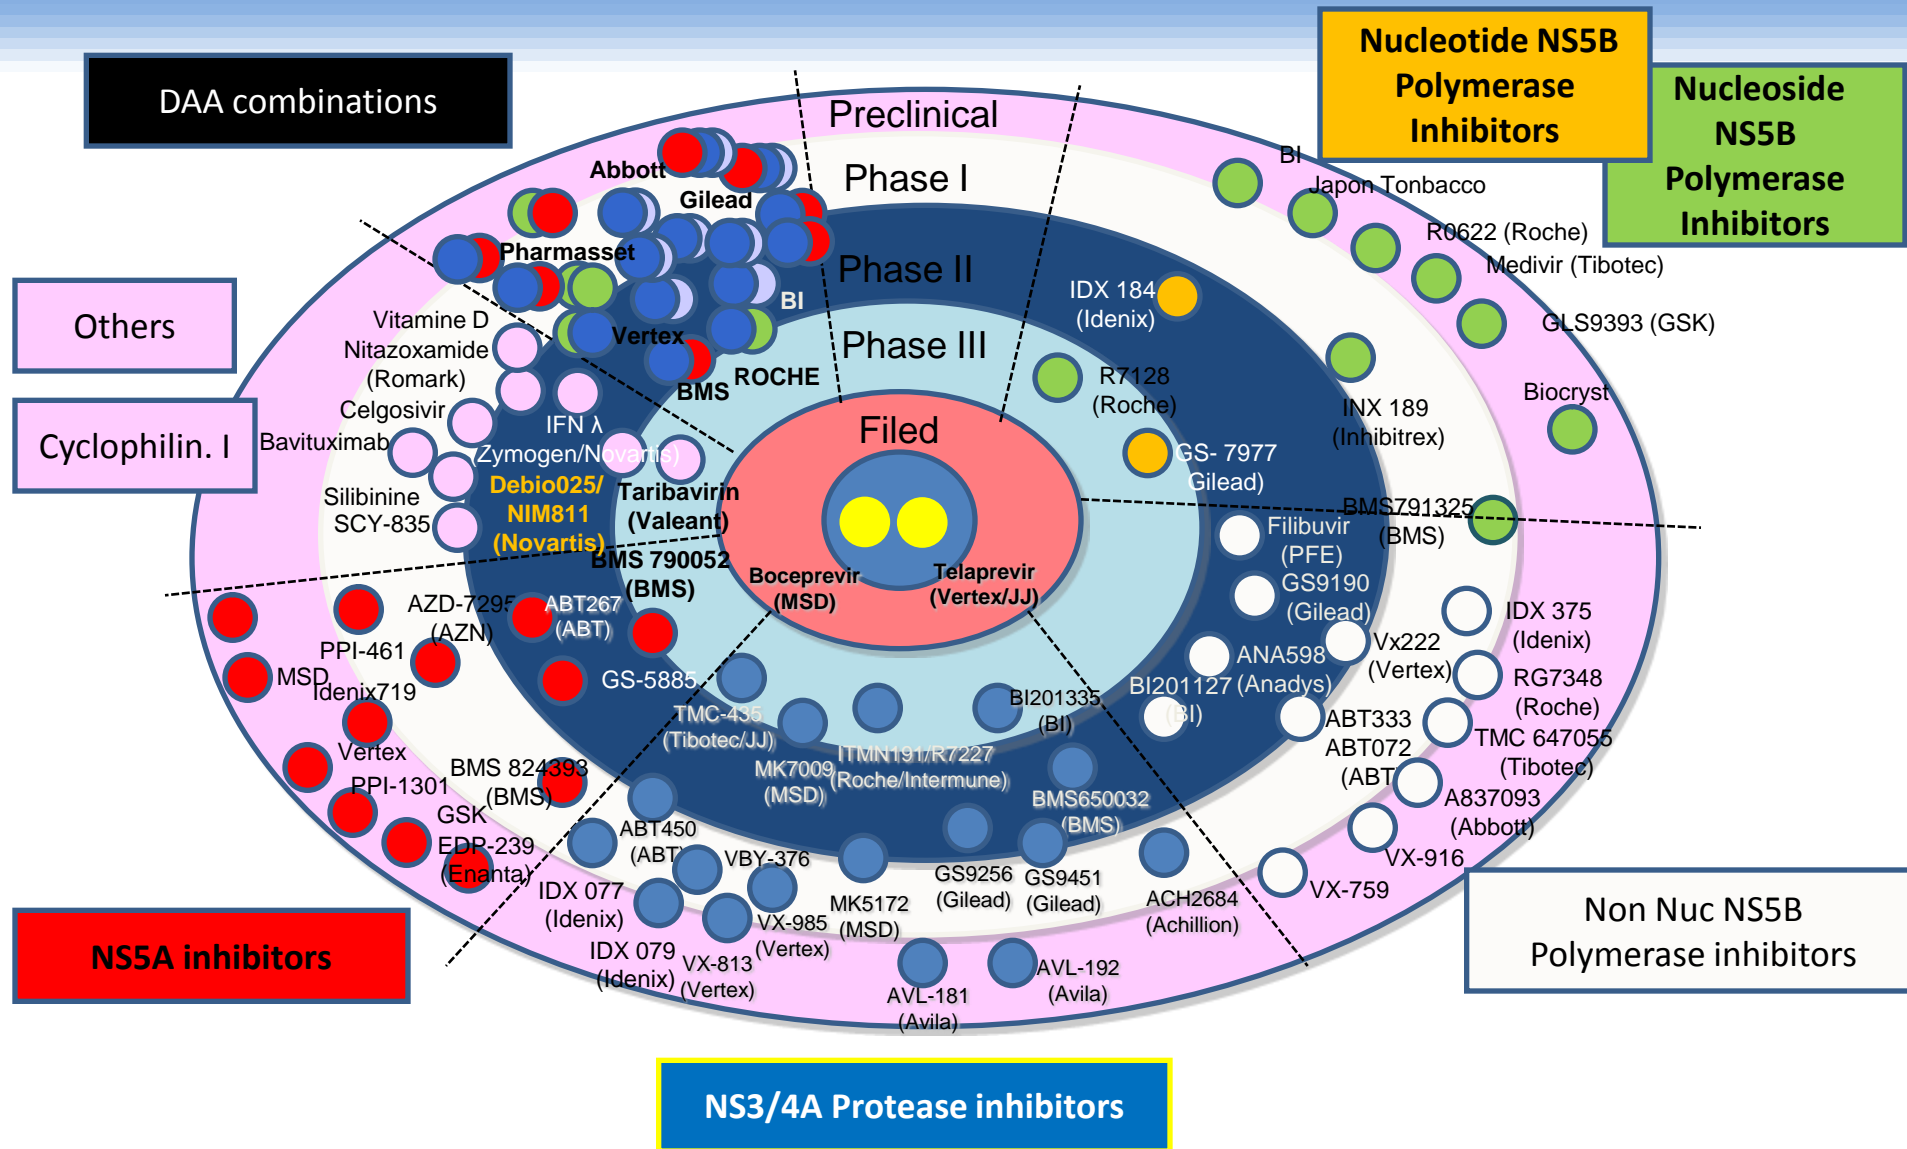 DAA combinations
Nucleotide NS5B
Polymerase
Inhibitors
Nucleoside
NS5B
Polymerase
Inhibitors
Others
Cyclophilin. I
NS5A inhibitors
NS3/4A Protease inhibitors
Non Nuc NS5B
Polymerase inhibitors
Preclinical
Phase I
Phase II
Phase III
Filed
Boceprevir
(MSD)
Telaprevir
(Vertex/JJ)
Abbott
Gilead
Pharmasset
BI
Vertex
BMS
ROCHE
BI
Japon Tonbacco
R0622 (Roche)
Medivir (Tibotec)
GLS9393 (GSK)
Biocryst
IDX 184
(Idenix)
R7128
(Roche)
GS- 7977
Gilead)
INX 189
(Inhibitrex)
BMS791325
(BMS)
Filibuvir
(PFE)
GS9190
(Gilead)
ANA598
(Anadys)
BI201127
(BI)
Vx222
(Vertex)
ABT333
ABT072
(ABT)
IDX 375
(Idenix)
RG7348
(Roche)
TMC 647055
(Tibotec)
A837093
(Abbott)
VX-916
VX-759
Vitamine D
Nitazoxamide
(Romark)
Celgosivir
Bavituximab
Silibinine
SCY-835
IFN λ
(Zymogen/Novartis)
Debio025/
NIM811
(Novartis)
Taribavirin
(Valeant)
BMS 790052
(BMS)
ABT267
(ABT)
AZD-7295
(AZN)
PPI-461
MSD
Idenix719
GS-5885
Vertex
PPI-1301
BMS 824393
(BMS)
GSK
EDP-239
(Enanta)
TMC-435
(Tibotec/JJ)
MK7009
(MSD)
ITMN191/R7227
(Roche/Intermune)
BI201335
(BI)
BMS650032
(BMS)
ABT450
(ABT)
VBY-376
IDX 077
(Idenix)
IDX 079
(Idenix)
VX-813
(Vertex)
VX-985
(Vertex)
MK5172
(MSD)
GS9256
(Gilead)
GS9451
(Gilead)
ACH2684
(Achillion)
AVL-181
(Avila)
AVL-192
(Avila)